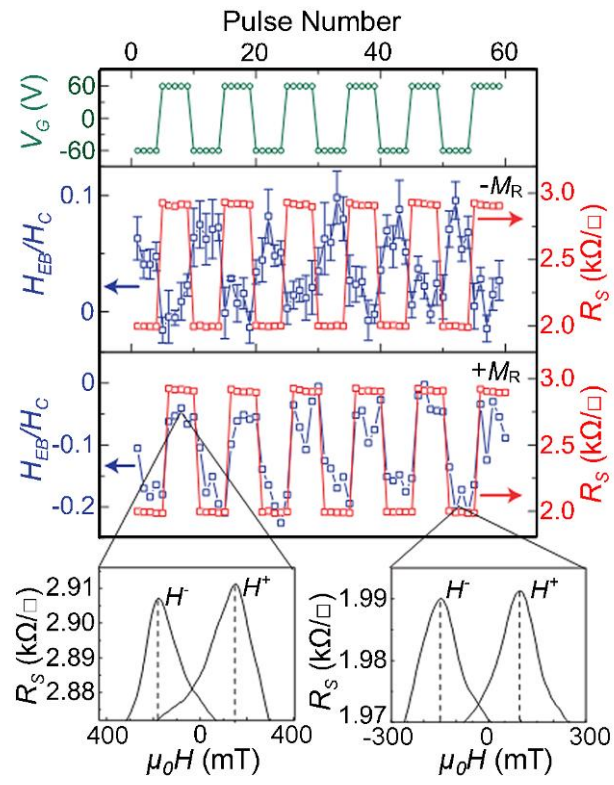 Pulse Number
0 20 40 60
V_G (V)
60
0
-60
H_EB/H_C
0.1
0
-M_R
3.0
2.5
2.0
R_S (kΩ/□)
H_EB/H_C
0
-0.1
-0.2
+M_R
3.0
2.5
2.0
R_S (kΩ/□)
R_S (kΩ/□)
2.91
2.90
2.89
2.88
H⁻ H⁺
400 0 400
μ₀H (mT)
R_S (kΩ/□)
1.99
1.98
1.97
H⁻ H⁺
-300 0 300
μ₀H (mT)